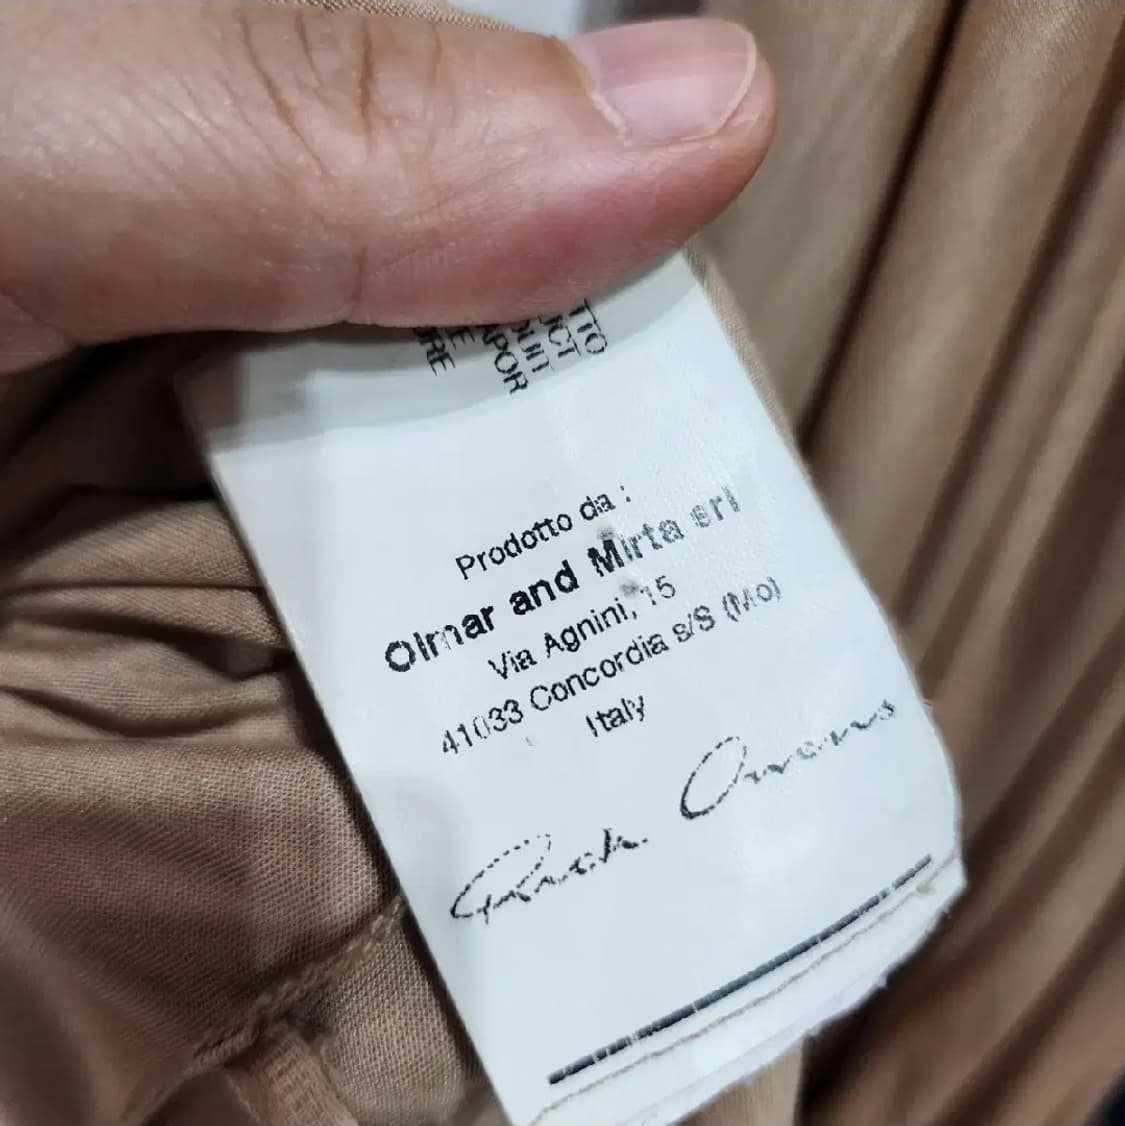 Prodotto da :
Olmar and Mirta srl
Via Agnini, 15
41033 Concordia s/S (Mo)
Italy
Rick Owens